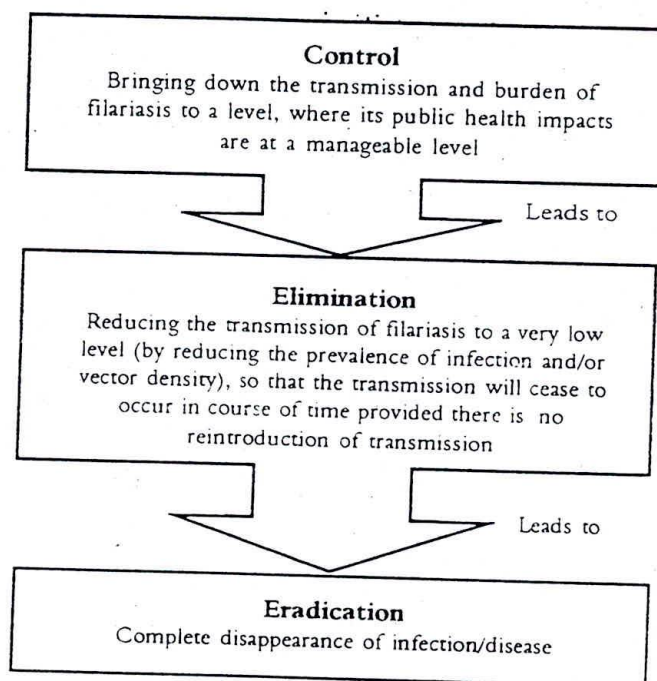 Control
Bringing down the transmission and burden of
filariasis to a level, where its public health impacts
are at a manageable level
Leads to
Elimination
Reducing the transmission of filariasis to a very low
level (by reducing the prevalence of infection and/or
vector density), so that the transmission will cease to
occur in course of time provided there is no
reintroduction of transmission
Leads to
Eradication
Complete disappearance of infection/disease